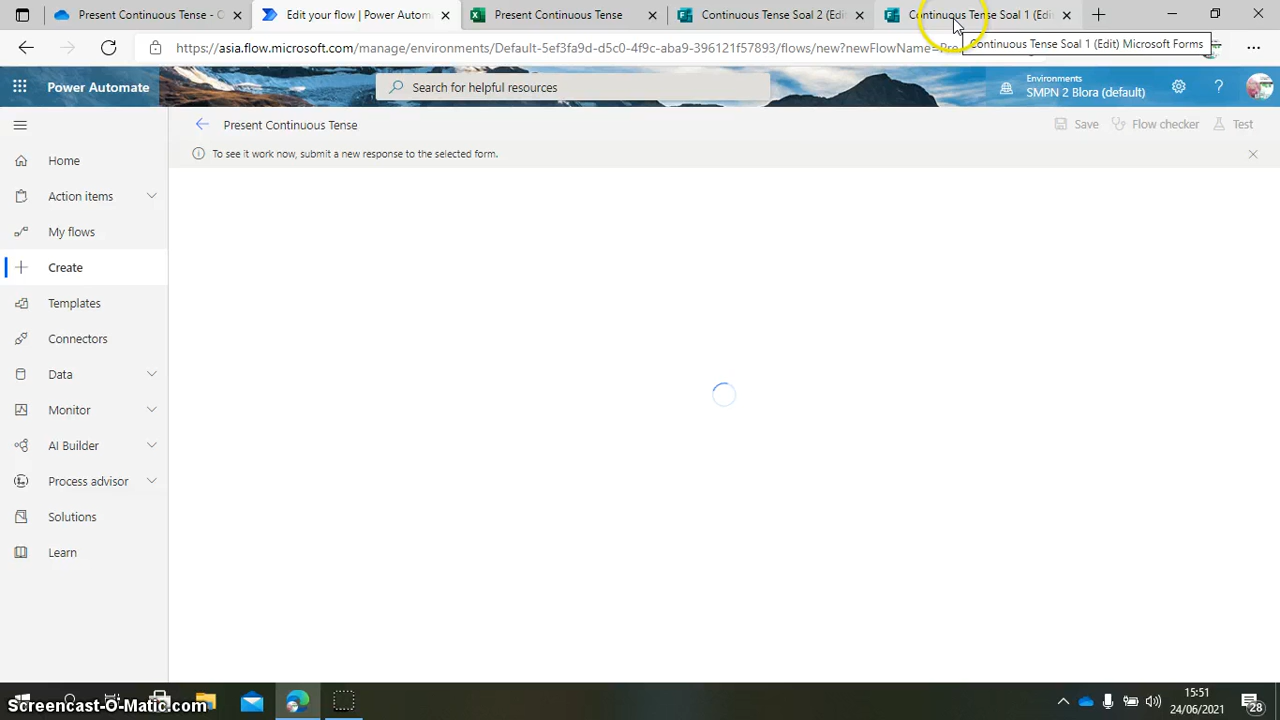 Present Continuous Tense - C
Edit your flow | Power Autom
Present Continuous Tense
Continuous Tense Soal 2 (Edi
Continuous Tense Soal 1 (Edi
https://asia.flow.microsoft.com/manage/environments/Default-5ef3fa9d-d5c0-4f9c-aba9-396121f57893/flows/new?newFlowName=Pre
Continuous Tense Soal 1 (Edit) Microsoft Forms
Power Automate
Search for helpful resources
Environments
SMPN 2 Blora (default)
?
Present Continuous Tense
Save
Flow checker
Test
To see it work now, submit a new response to the selected form.
Home
Action items
My flows
Create
Templates
Connectors
Data
Monitor
AI Builder
Process advisor
Solutions
Learn
Screencast-O-Matic.com
15:51
24/06/2021
28